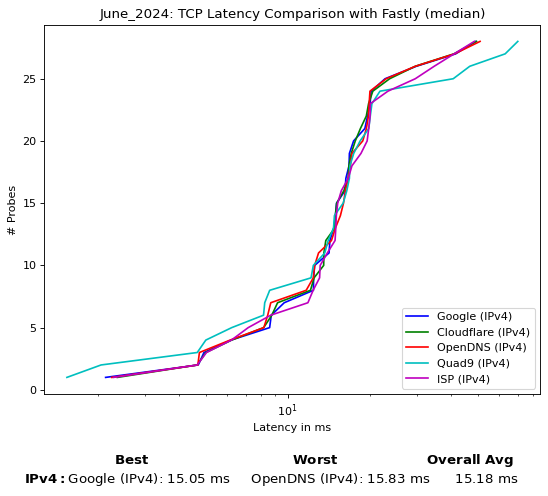 June_2024: TCP Latency Comparison with Fastly (median)
# Probes
25
20
15
10
5
0
Google (IPv4)
Cloudflare (IPv4)
OpenDNS (IPv4)
Quad9 (IPv4)
ISP (IPv4)
10¹
Latency in ms
Best Worst Overall Avg
IPv4: Google (IPv4): 15.05 ms OpenDNS (IPv4): 15.83 ms 15.18 ms